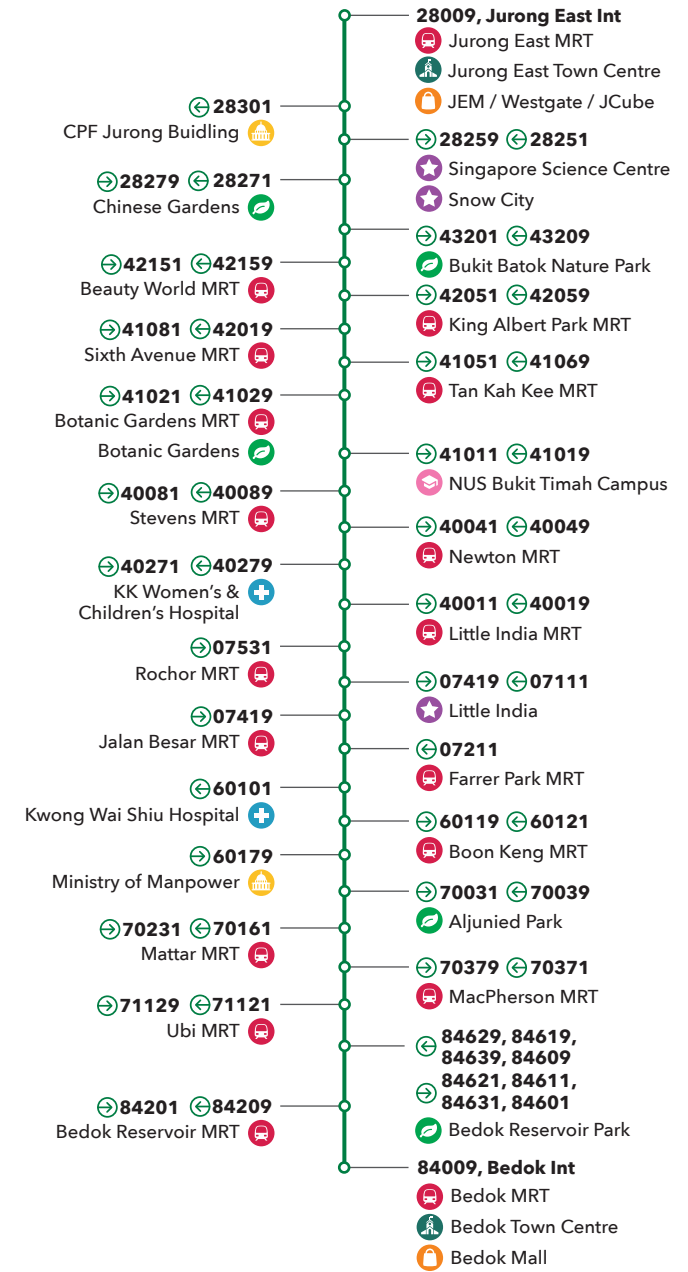 28009, Jurong East Int
Jurong East MRT
Jurong East Town Centre
JEM / Westgate / JCube
28301
CPF Jurong Buidling
28259 28251
Singapore Science Centre
Snow City
28279 28271
Chinese Gardens
43201 43209
Bukit Batok Nature Park
42151 42159
Beauty World MRT
42051 42059
King Albert Park MRT
41081 42019
Sixth Avenue MRT
41051 41069
Tan Kah Kee MRT
41021 41029
Botanic Gardens MRT
Botanic Gardens
41011 41019
NUS Bukit Timah Campus
40081 40089
Stevens MRT
40041 40049
Newton MRT
40271 40279
KK Women's &
Children's Hospital
40011 40019
Little India MRT
07531
Rochor MRT
07419 07111
Little India
07419
Jalan Besar MRT
07211
Farrer Park MRT
60101
Kwong Wai Shiu Hospital
60119 60121
Boon Keng MRT
60179
Ministry of Manpower
70031 70039
Aljunied Park
70231 70161
Mattar MRT
70379 70371
MacPherson MRT
71129 71121
Ubi MRT
84629, 84619,
84639, 84609
84621, 84611,
84631, 84601
Bedok Reservoir Park
84201 84209
Bedok Reservoir MRT
84009, Bedok Int
Bedok MRT
Bedok Town Centre
Bedok Mall